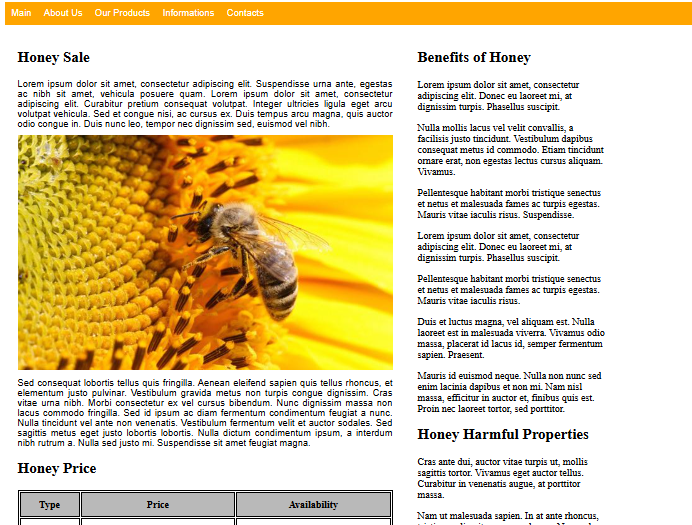 Main About Us Our Products Informations Contacts
Honey Sale
Lorem ipsum dolor sit amet, consectetur adipiscing elit. Suspendisse urna ante, egestas
ac nibh sit amet, vehicula posuere quam. Lorem ipsum dolor sit amet, consectetur
adipiscing elit. Curabitur pretium consequat volutpat. Integer ultricies ligula eget arcu
volutpat vehicula. Sed et congue nisi, ac cursus ex. Duis tempus arcu magna, quis auctor
odio congue in. Duis nunc leo, tempor nec dignissim sed, euismod vel nibh.
Sed consequat lobortis tellus quis fringilla. Aenean eleifend sapien quis tellus rhoncus, et
elementum justo pulvinar. Vestibulum gravida metus non turpis congue dignissim. Cras
vitae urna nibh. Morbi consectetur ex vel cursus bibendum. Nunc dignissim massa non
lacus commodo fringilla. Sed id ipsum ac diam fermentum condimentum feugiat a nunc.
Nulla tincidunt vel ante non venenatis. Vestibulum fermentum velit et auctor sodales. Sed
sagittis metus eget justo lobortis lobortis. Nulla dictum condimentum ipsum, a interdum
nibh rutrum a. Nulla sed justo mi. Suspendisse sit amet feugiat magna.
Honey Price
Type Price Availability
Benefits of Honey
Lorem ipsum dolor sit amet, consectetur
adipiscing elit. Donec eu laoreet mi, at
dignissim turpis. Phasellus suscipit.
Nulla mollis lacus vel velit convallis, a
facilisis justo tincidunt. Vestibulum dapibus
consequat metus id commodo. Etiam tincidunt
ornare erat, non egestas lectus cursus aliquam.
Vivamus.
Pellentesque habitant morbi tristique senectus
et netus et malesuada fames ac turpis egestas.
Mauris vitae iaculis risus. Suspendisse.
Lorem ipsum dolor sit amet, consectetur
adipiscing elit. Donec eu laoreet mi, at
dignissim turpis. Phasellus suscipit.
Pellentesque habitant morbi tristique senectus
et netus et malesuada fames ac turpis egestas.
Mauris vitae iaculis risus.
Duis et luctus magna, vel aliquam est. Nulla
laoreet est in malesuada viverra. Vivamus odio
massa, placerat id lacus id, semper fermentum
sapien. Praesent.
Mauris id euismod neque. Nulla non nunc sed
enim lacinia dapibus et non mi. Nam nisl
massa, efficitur in auctor et, finibus quis est.
Proin nec laoreet tortor, sed porttitor.
Honey Harmful Properties
Cras ante dui, auctor vitae turpis ut, mollis
sagittis tortor. Vivamus eget auctor tellus.
Curabitur in venenatis augue, at porttitor
massa.
Nam ut malesuada sapien. In at ante rhoncus,